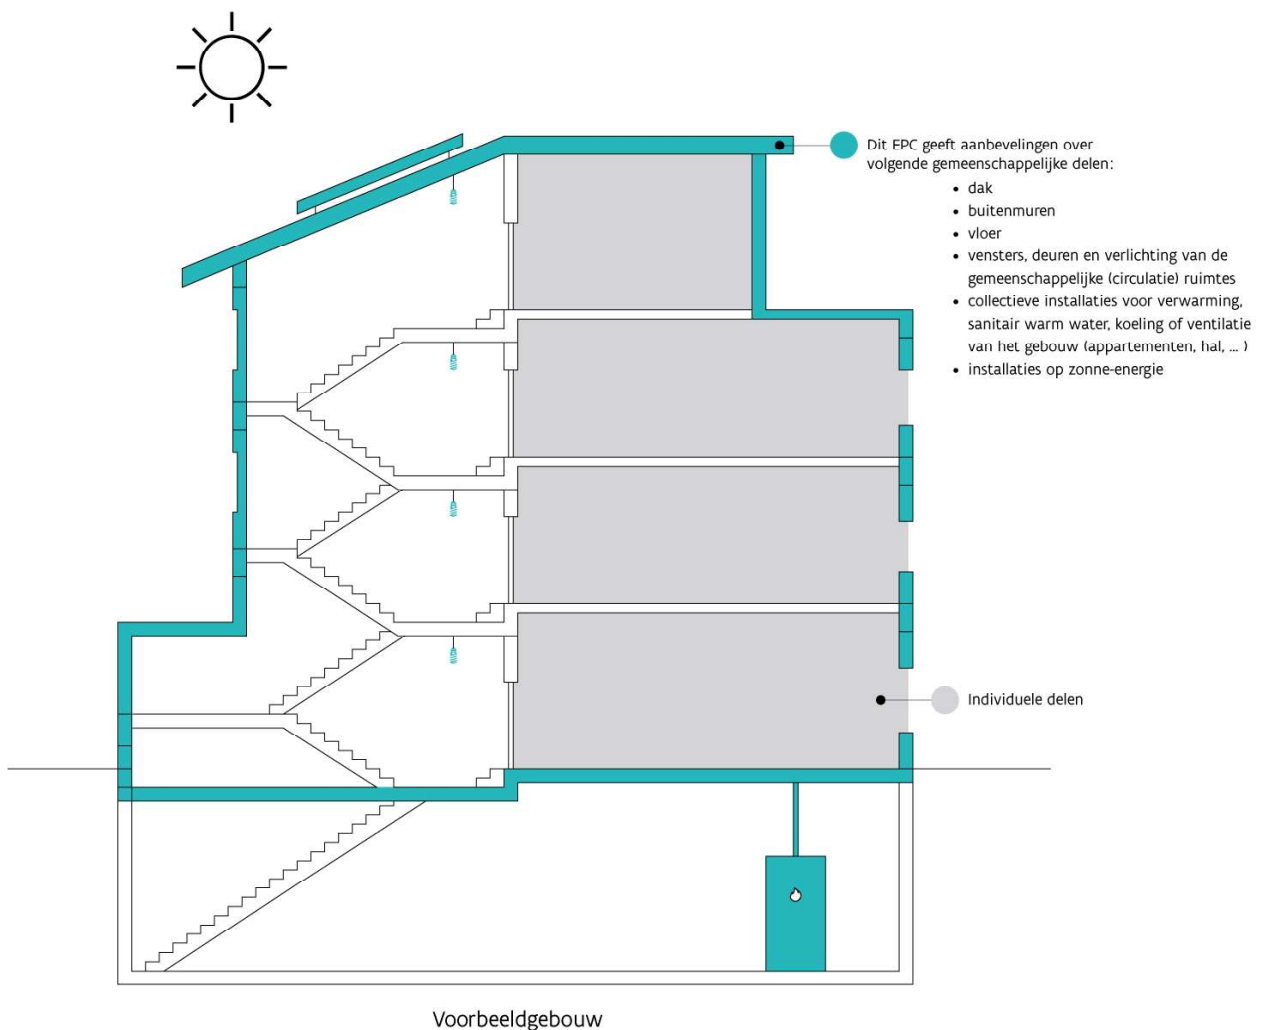 Dit EPC geeft aanbevelingen over
volgende gemeenschappelijke delen:
• dak
• buitenmuren
• vloer
• vensters, deuren en verlichting van de
gemeenschappelijke (circulatie) ruimtes
• collectieve installaties voor verwarming,
sanitair warm water, koeling of ventilatie
van het gebouw (appartementen, hal, ... )
• installaties op zonne-energie
Individuele delen
Voorbeeldgebouw